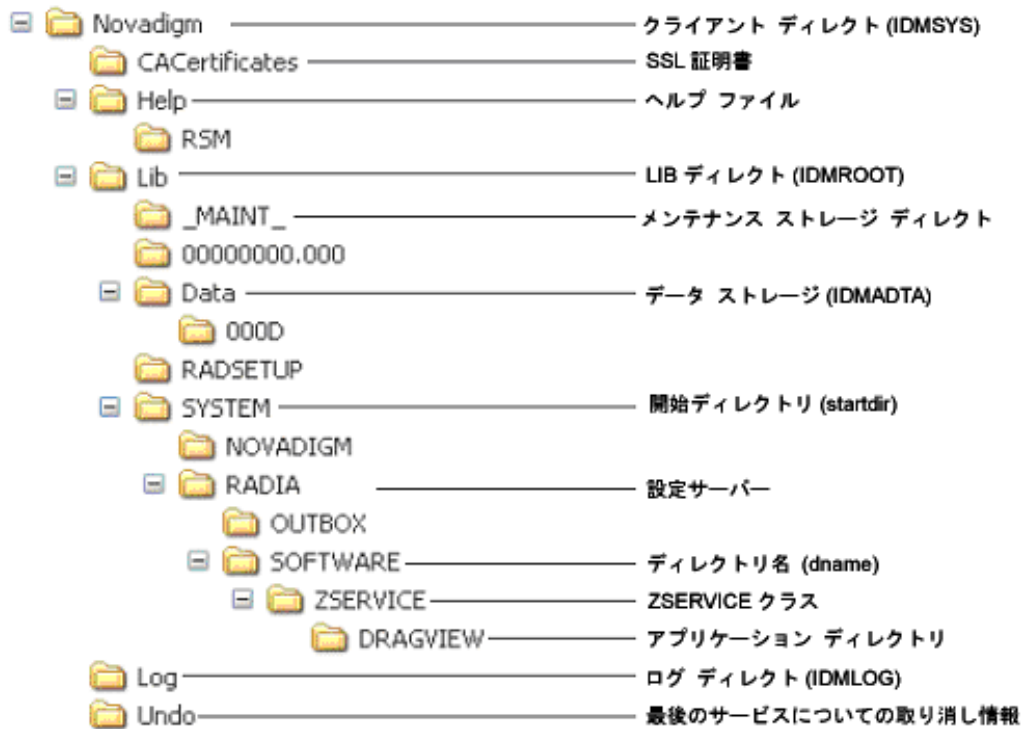 Novadigm クライアント ディレクト (IDMSYS)
CACertificates SSL 証明書
Help ヘルプ ファイル
RSM
Lib LIB ディレクト (IDMROOT)
_MAINT_ メンテナンス ストレージ ディレクト
00000000.000
Data データ ストレージ (IDMADTA)
000D
RADSETUP
SYSTEM 開始ディレクトリ (startdir)
NOVADIGM
RADIA 設定サーバー
OUTBOX
SOFTWARE ディレクトリ名 (dname)
ZSERVICE ZSERVICE クラス
DRAGVIEW アプリケーション ディレクトリ
Log ログ ディレクト (IDMLOG)
Undo 最後のサービスについての取り消し情報